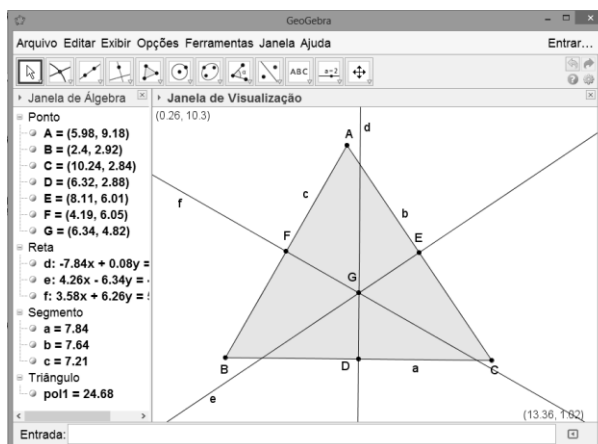 GeoGebra
Arquivo Editar Exibir Opções Ferramentas Janela Ajuda Entrar...
ABC a=2
Janela de Álgebra
Ponto
A = (5.98, 9.18)
B = (2.4, 2.92)
C = (10.24, 2.84)
D = (6.32, 2.88)
E = (8.11, 6.01)
F = (4.19, 6.05)
G = (6.34, 4.82)
Reta
d: -7.84x + 0.08y =
e: 4.26x - 6.34y =
f: 3.58x + 6.26y =
Segmento
a = 7.84
b = 7.64
c = 7.21
Triângulo
pol1 = 24.68
Janela de Visualização
(0.26, 10.3)
d
A
c
b
f
F
E
G
B
D
a
C
e
(13.36, 1.02)
Entrada: